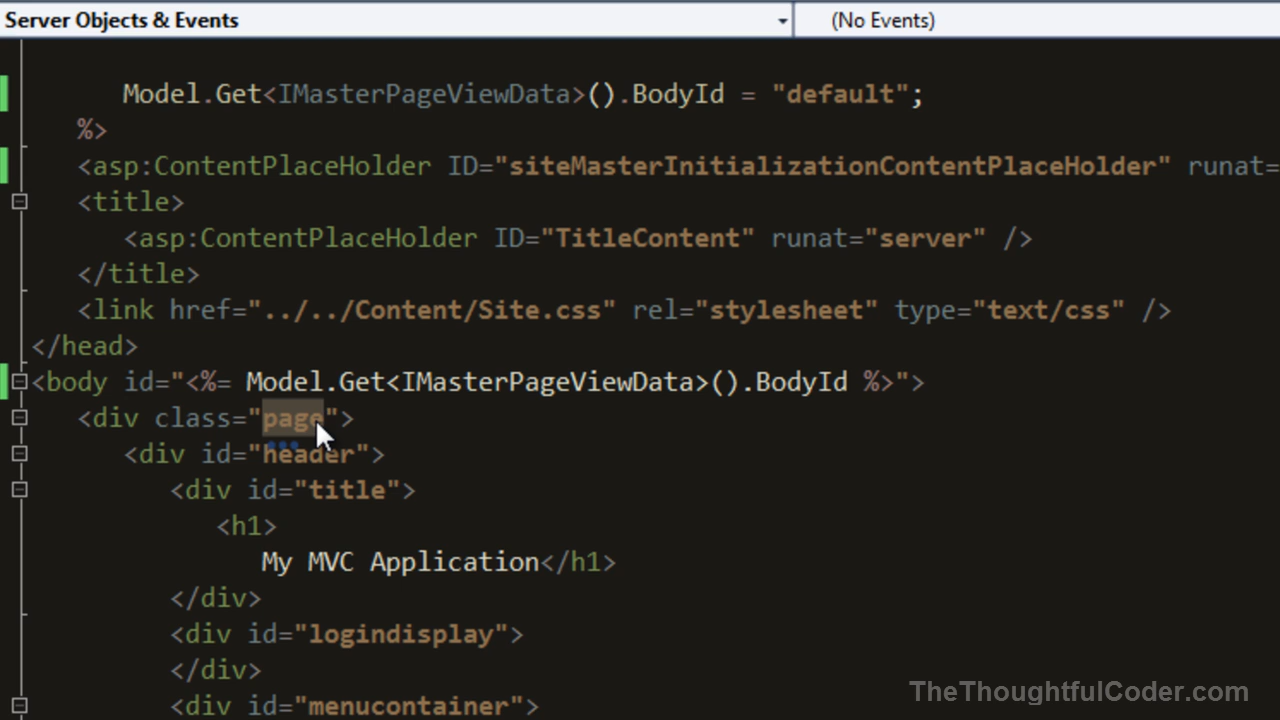 Server Objects & Events (No Events)
Model.Get<IMasterPageViewData>().BodyId = "default";
%>
<asp:ContentPlaceHolder ID="siteMasterInitializationContentPlaceHolder" runat=
<title>
<asp:ContentPlaceHolder ID="TitleContent" runat="server" />
</title>
<link href="../../Content/Site.css" rel="stylesheet" type="text/css" />
</head>
<body id="<%= Model.Get<IMasterPageViewData>().BodyId %>">
<div class="page">
<div id="header">
<div id="title">
<h1>
My MVC Application</h1>
</div>
<div id="logindisplay">
</div>
<div id="menucontainer">
TheThoughtfulCoder.com